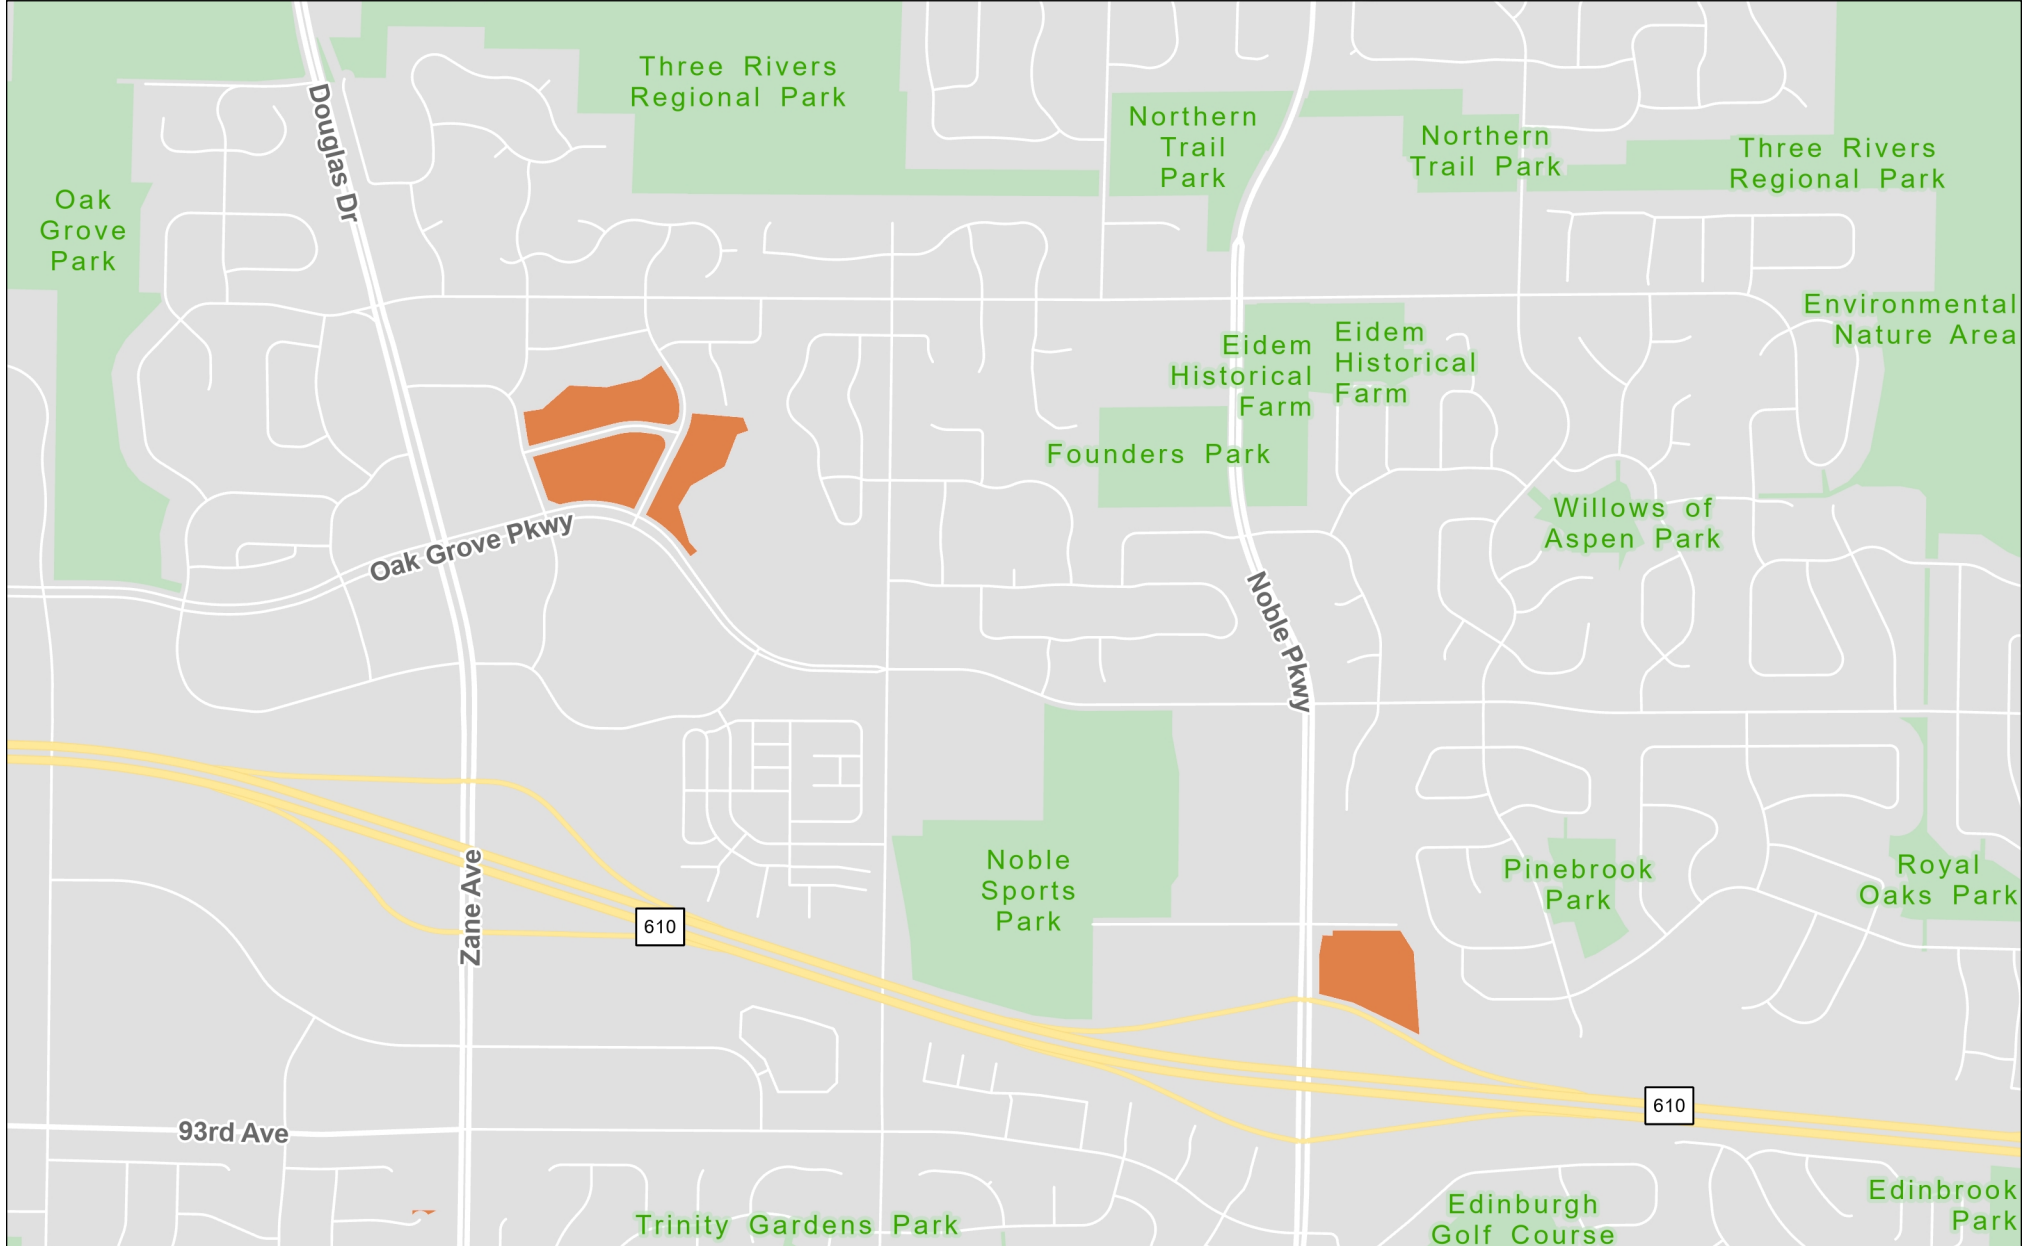 Three Rivers
Regional Park
Douglas Dr
Northern
Trail
Park
Northern
Trail Park
Three Rivers
Regional Park
Oak
Grove
Park
Environmental
Nature Area
Eidem
Historical
Farm
Eidem
Historical
Farm
Founders Park
Willows of
Aspen Park
Oak Grove Pkwy
Noble Pkwy
Noble
Sports
Park
Pinebrook
Park
Royal
Oaks Park
Zane Ave
610
610
93rd Ave
Trinity Gardens Park
Edinburgh
Golf Course
Edinbrook
Park